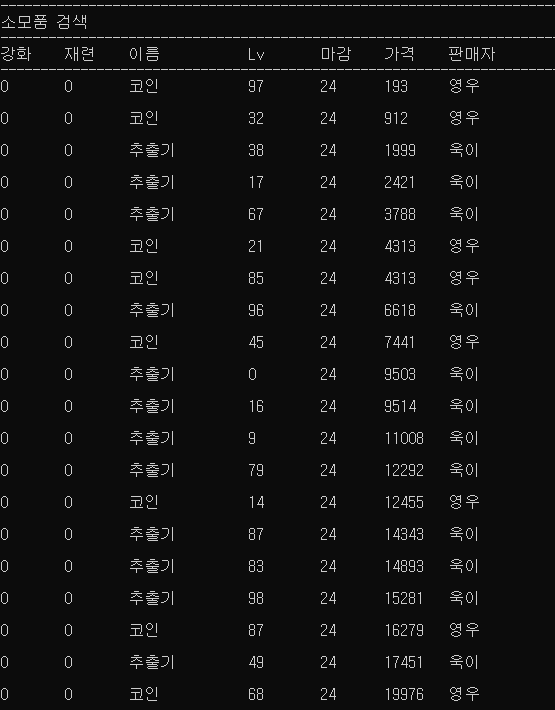 소모품 검색
강화 재련 이름 Lv 마감 가격 판매자
0 0 코인 97 24 193 영우
0 0 코인 32 24 912 영우
0 0 추출기 38 24 1999 욱이
0 0 추출기 17 24 2421 욱이
0 0 추출기 67 24 3788 욱이
0 0 코인 21 24 4313 영우
0 0 코인 85 24 4313 영우
0 0 추출기 96 24 6618 욱이
0 0 코인 45 24 7441 영우
0 0 추출기 0 24 9503 욱이
0 0 추출기 16 24 9514 욱이
0 0 추출기 9 24 11008 욱이
0 0 추출기 79 24 12292 욱이
0 0 코인 14 24 12455 영우
0 0 추출기 87 24 14343 욱이
0 0 추출기 83 24 14893 욱이
0 0 추출기 98 24 15281 욱이
0 0 코인 87 24 16279 영우
0 0 추출기 49 24 17451 욱이
0 0 코인 68 24 19976 영우